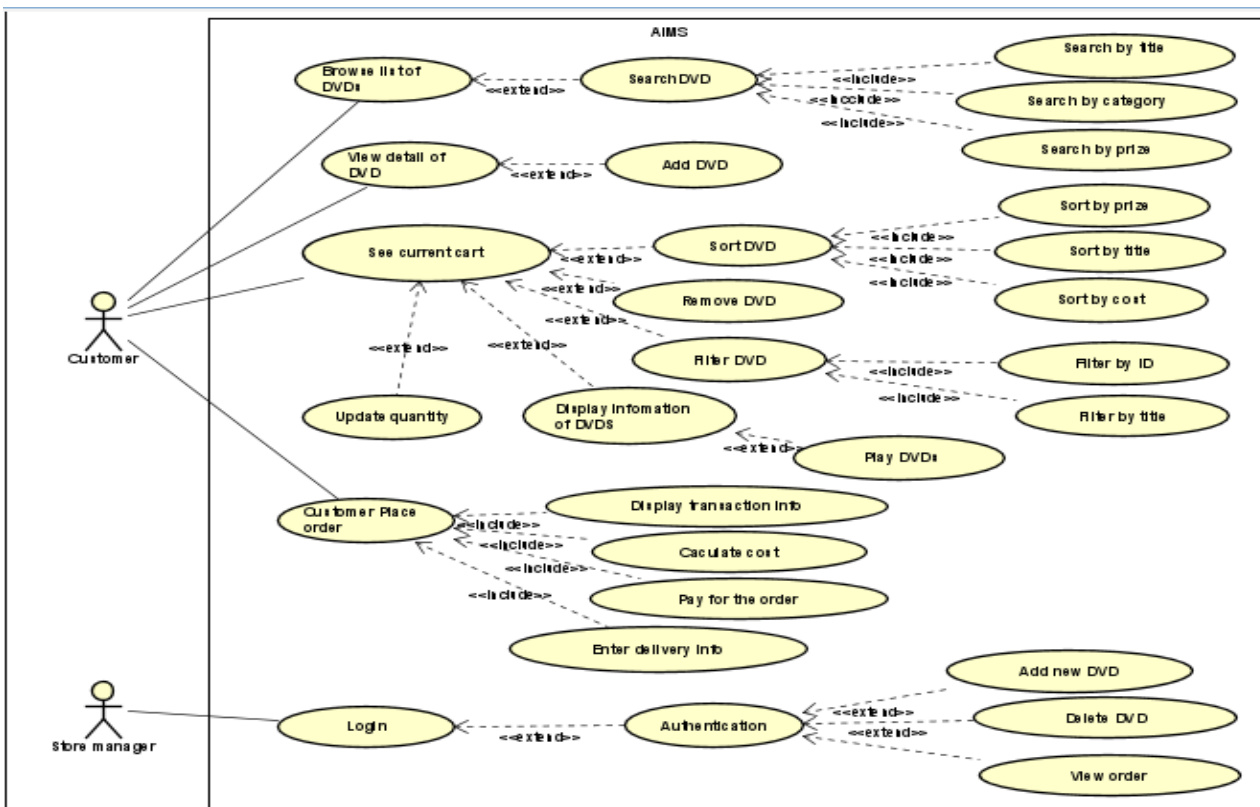 AIMS
Browse list of
DVDs
<<extend>>
Search DVD
<<include>>
<<include>>
<<include>>
Search by title
Search by category
Search by prize
View detail of
DVD
<<extend>>
Add DVD
See current cart
<<extend>>
Sort DVD
<<include>>
<<include>>
<<include>>
Sort by prize
Sort by title
Sort by cost
<<extend>>
Remove DVD
<<extend>>
Filter DVD
<<include>>
<<include>>
Filter by ID
Filter by title
Customer
<<extend>>
<<extend>>
Update quantity
Display infomation
of DVDS
<<extend>>
Play DVDs
Customer Place
order
<<include>>
<<include>>
<<include>>
<<include>>
Display transaction info
Caculate cost
Pay for the order
Enter delivery info
Store manager
Login
<<extend>>
Authentication
<<extend>>
<<extend>>
Add new DVD
Delete DVD
View order